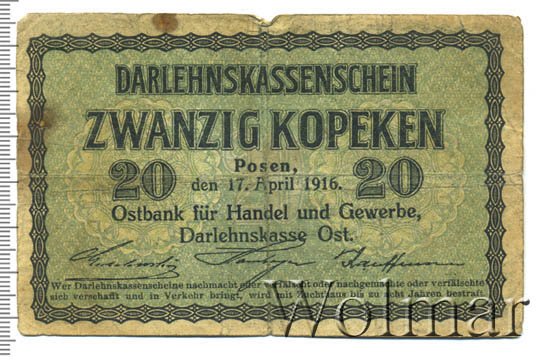 DARLEHNSKASSENSCHEIN
ZWANZIG KOPEKEN
20 Posen, 20
den 17. April 1916.
Ostbank für Handel und Gewerbe,
Darlehnskasse Ost.
Wer Darlehnskassenscheine nachmacht oder verfälscht oder nachgemachte oder verfälschte
sich verschafft und in Verkehr bringt, wird mit Zuchthaus bis zu acht Jahren bestraft.
Wolmar